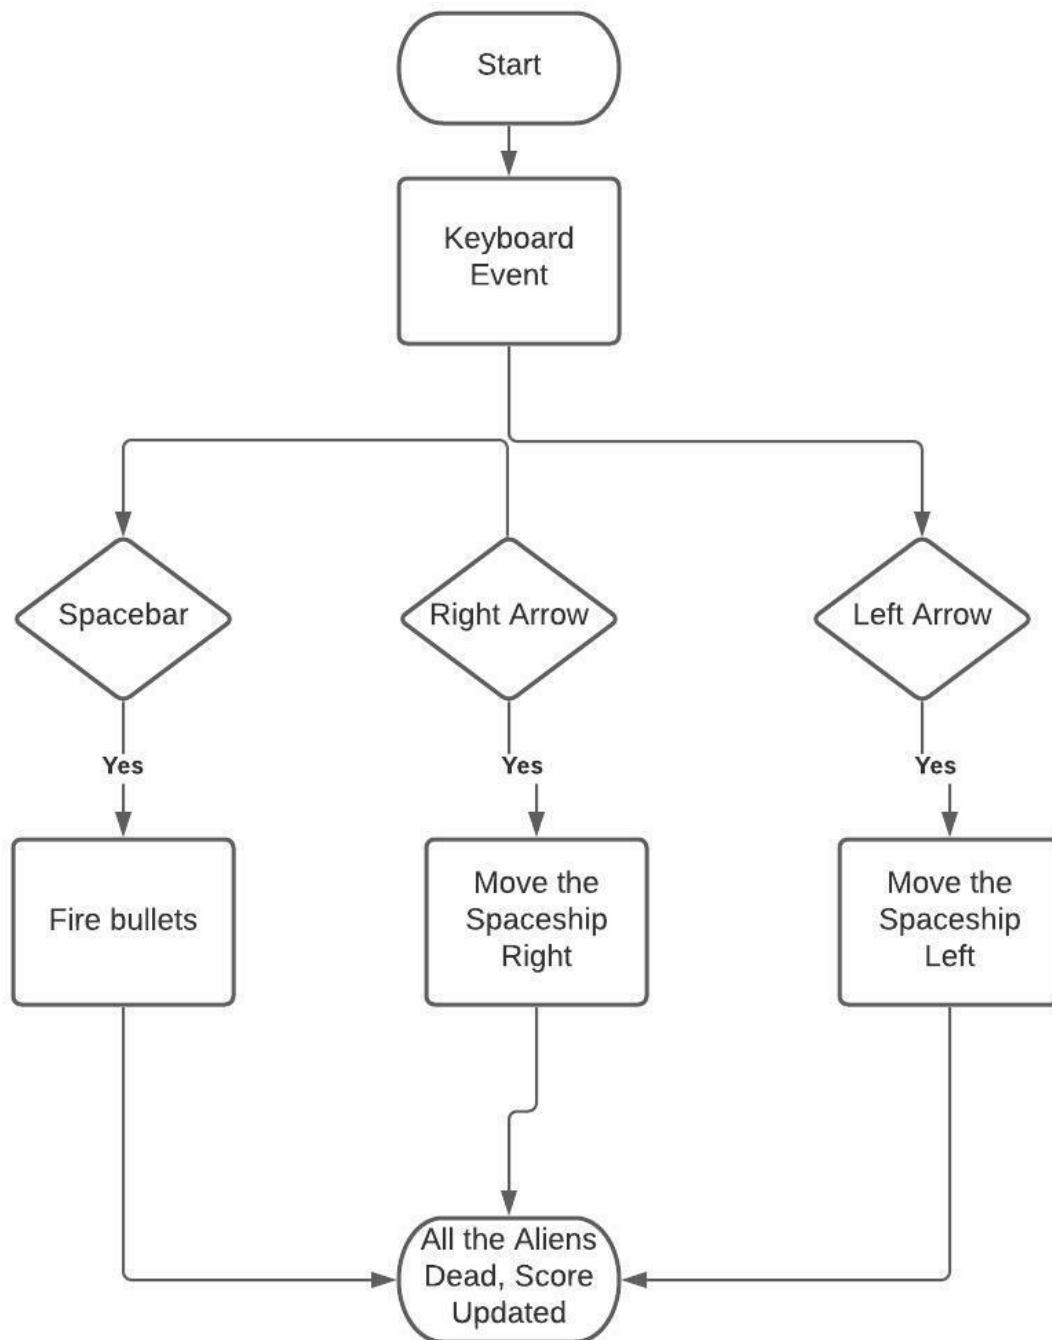 Start
Keyboard
Event
Spacebar
Right Arrow
Left Arrow
Yes
Yes
Yes
Fire bullets
Move the
Spaceship
Right
Move the
Spaceship
Left
All the Aliens
Dead, Score
Updated